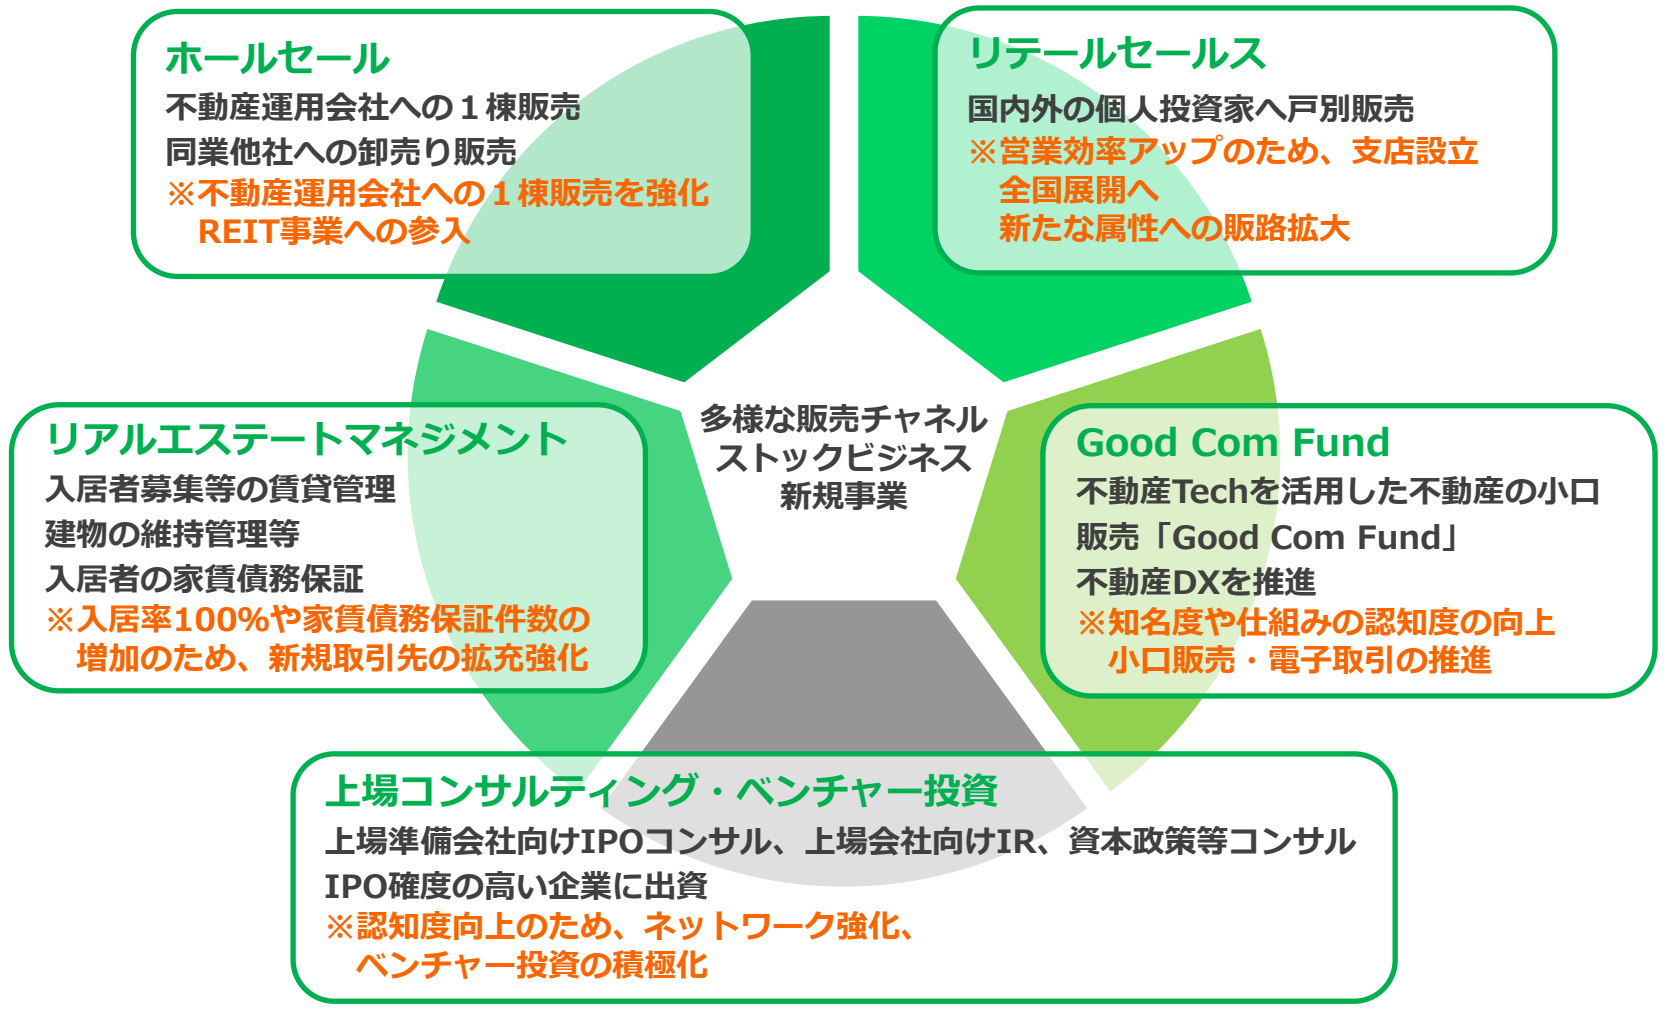 ホールセール
不動産運用会社への１棟販売
同業他社への卸売り販売
※不動産運用会社への１棟販売を強化
REIT事業への参入
リテールセールス
国内外の個人投資家へ戸別販売
※営業効率アップのため、支店設立
全国展開へ
新たな属性への販路拡大
多様な販売チャネル
ストックビジネス
新規事業
リアルエステートマネジメント
入居者募集等の賃貸管理
建物の維持管理等
入居者の家賃債務保証
※入居率100%や家賃債務保証件数の
増加のため、新規取引先の拡充強化
Good Com Fund
不動産Techを活用した不動産の小口
販売「Good Com Fund」
不動産DXを推進
※知名度や仕組みの認知度の向上
小口販売・電子取引の推進
上場コンサルティング・ベンチャー投資
上場準備会社向けIPOコンサル、上場会社向けIR、資本政策等コンサル
IPO確度の高い企業に出資
※認知度向上のため、ネットワーク強化、
ベンチャー投資の積極化